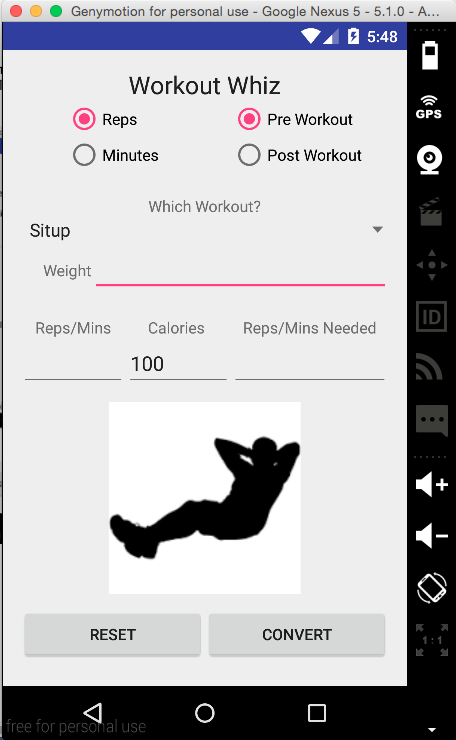 Genymotion for personal use - Google Nexus 5 - 5.1.0 - A...
5:48
Workout Whiz
Reps Pre Workout
Minutes Post Workout
Which Workout?
Situp
Weight
Reps/Mins Calories Reps/Mins Needed
100
RESET CONVERT
free for personal use
GPS
ID
1:1